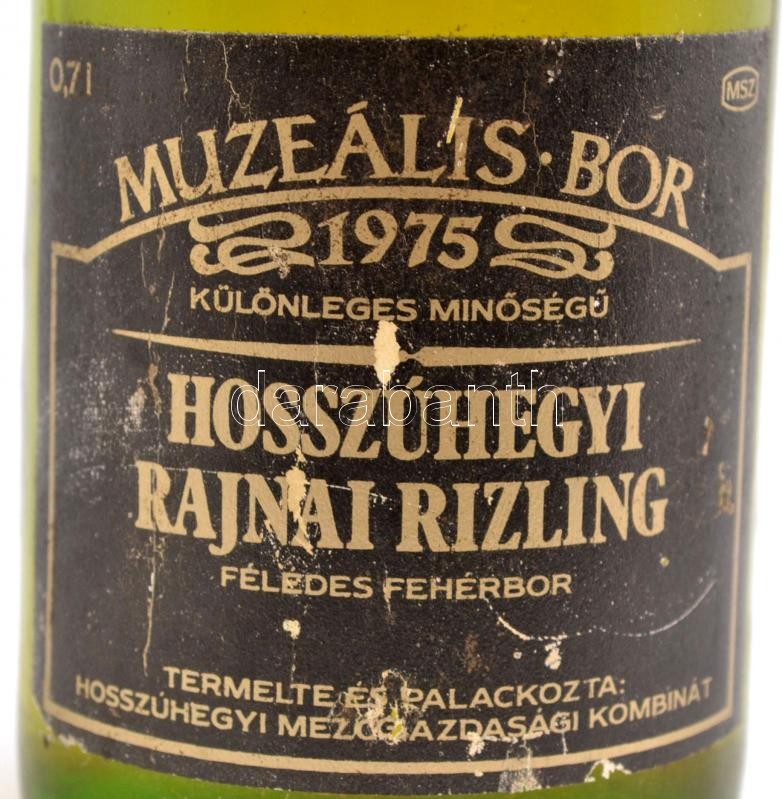 0,7 l
MSZ
MUZEÁLIS · BOR
1975
KÜLÖNLEGES MINŐSÉGŰ
HOSSZÚHEGYI
darabanth
RAJNAI RIZLING
FÉLÉDES FEHÉRBOR
TERMELTE ÉS PALACKOZTA:
HOSSZÚHEGYI MEZŐGAZDASÁGI KOMBINÁT